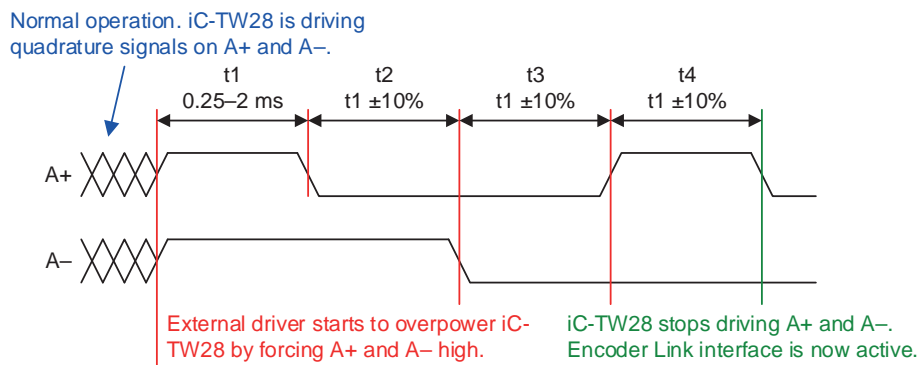 Normal operation. iC-TW28 is driving
quadrature signals on A+ and A–.
t1
0.25–2 ms
t2
t1 ±10%
t3
t1 ±10%
t4
t1 ±10%
A+
A–
External driver starts to overpower iC-
TW28 by forcing A+ and A– high.
iC-TW28 stops driving A+ and A–.
Encoder Link interface is now active.